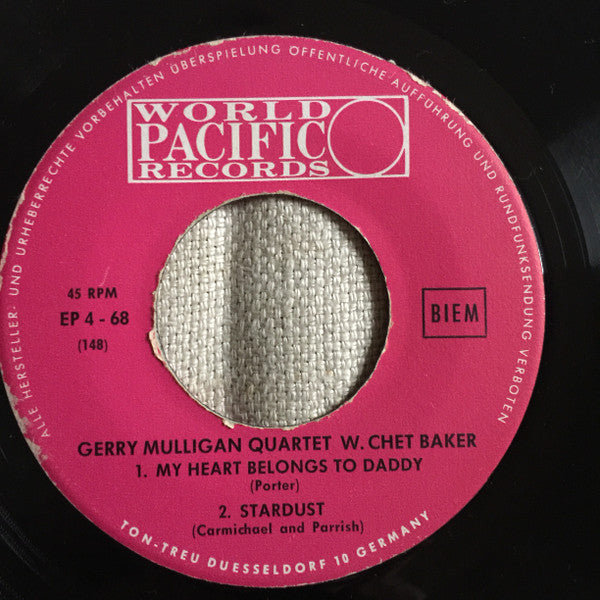 ALLE HERSTELLER- UND URHEBERRECHTE VORBEHALTEN ÜBERSPIELUNG ÖFFENTLICHE AUFFÜHRUNG UND RUNDFUNKSENDUNG VERBOTEN
WORLD
PACIFIC
RECORDS
45 RPM
EP 4 - 68
(148)
BIEM
GERRY MULLIGAN QUARTET W. CHET BAKER
1. MY HEART BELONGS TO DADDY
(Porter)
2. STARDUST
(Carmichael and Parrish)
TON-TREU DUESSELDORF 10 GERMANY